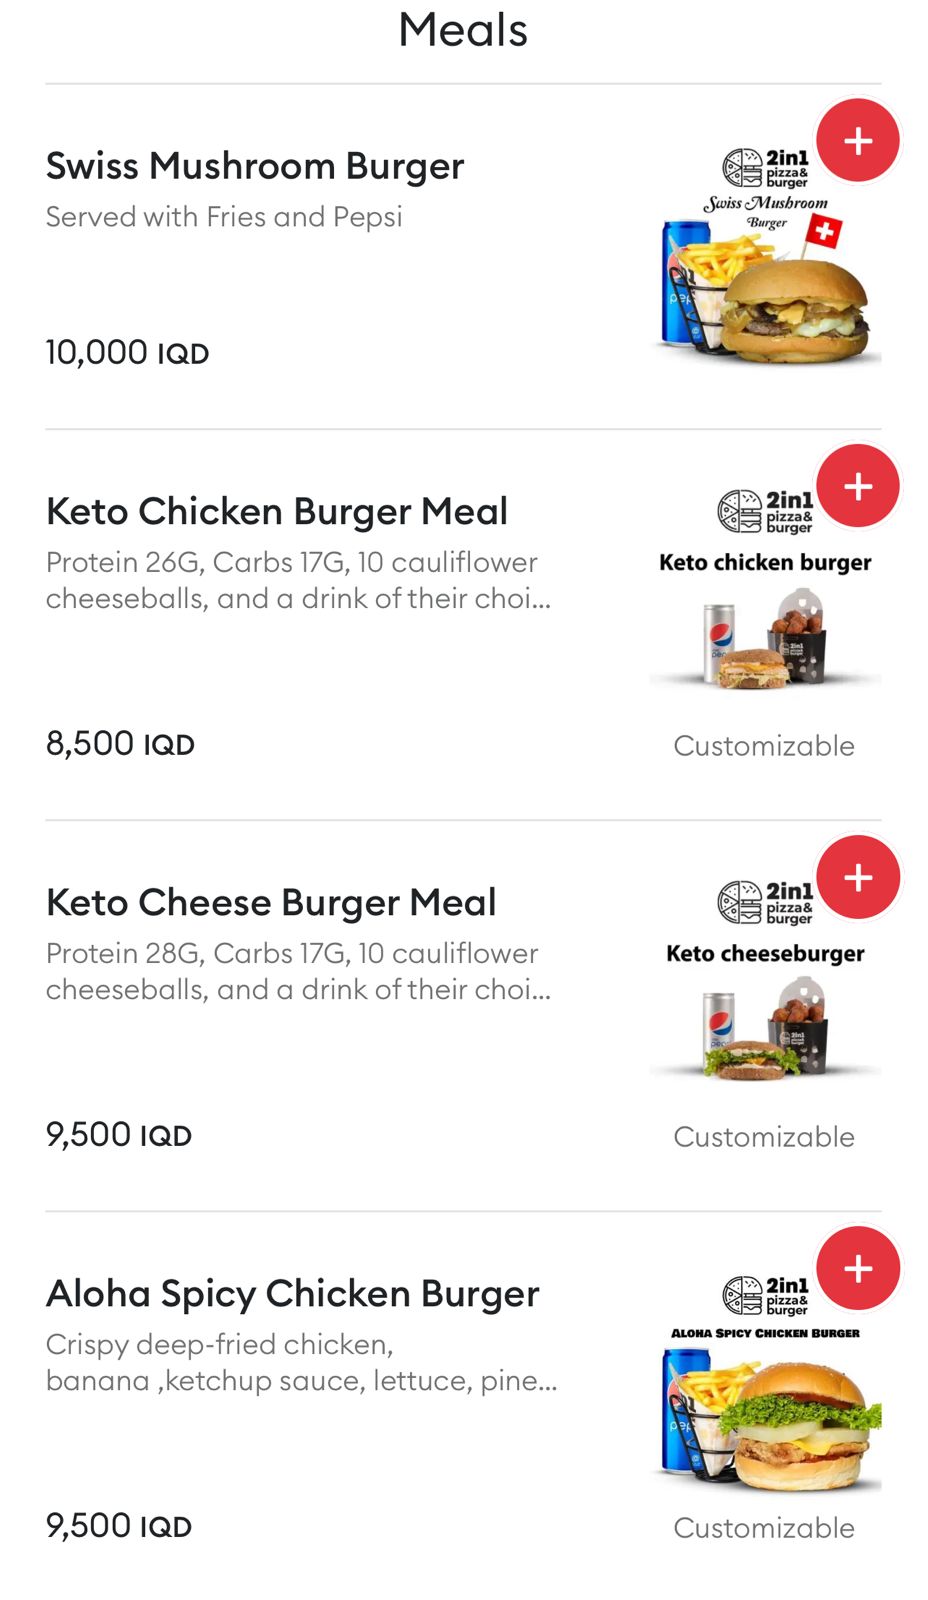 Meals
Swiss Mushroom Burger
Served with Fries and Pepsi
10,000 IQD
2in1
pizza&
burger
Swiss Mushroom
Burger
Keto Chicken Burger Meal
Protein 26G, Carbs 17G, 10 cauliflower
cheeseballs, and a drink of their choi...
8,500 IQD
2in1
pizza&
burger
Keto chicken burger
Customizable
Keto Cheese Burger Meal
Protein 28G, Carbs 17G, 10 cauliflower
cheeseballs, and a drink of their choi...
9,500 IQD
2in1
pizza&
burger
Keto cheeseburger
Customizable
Aloha Spicy Chicken Burger
Crispy deep-fried chicken,
banana ,ketchup sauce, lettuce, pine...
9,500 IQD
2in1
pizza&
burger
ALOHA SPICY CHICKEN BURGER
Customizable